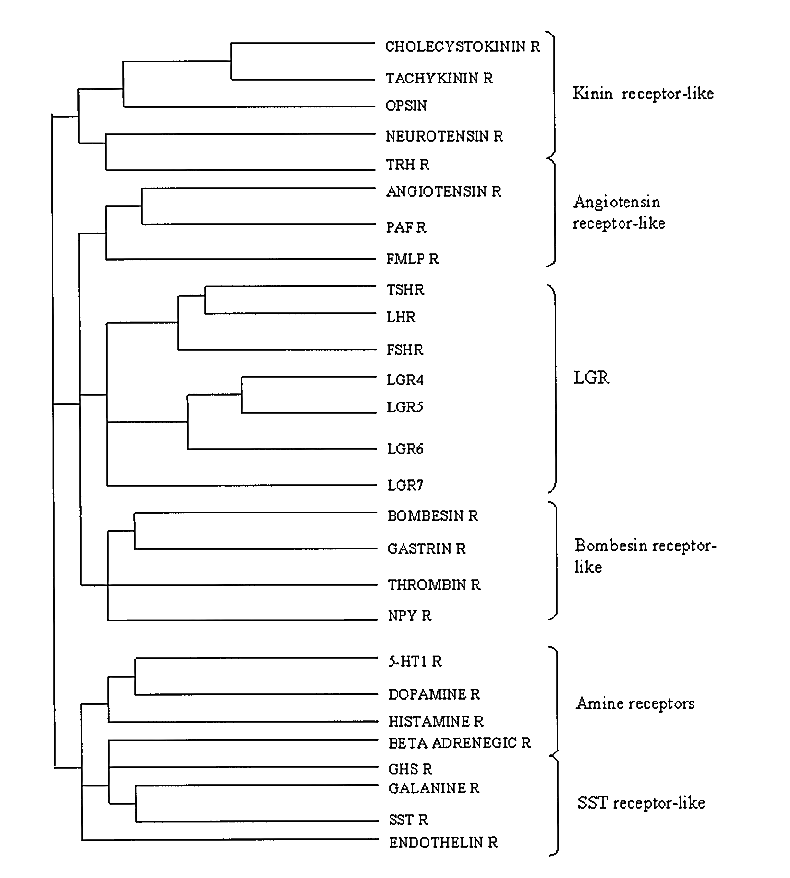 CHOLECYSTOKININ R
TACHYKININ R
OPSIN
NEUROTENSIN R
TRH R
Kinin receptor-like
ANGIOTENSIN R
PAF R
FMLP R
Angiotensin
receptor-like
TSHR
LHR
FSHR
LGR4
LGR5
LGR6
LGR7
LGR
BOMBESIN R
GASTRIN R
THROMBIN R
NPY R
Bombesin receptor-
like
5-HT1 R
DOPAMINE R
HISTAMINE R
BETA ADRENEGIC R
Amine receptors
GHS R
GALANINE R
SST R
ENDOTHELIN R
SST receptor-like